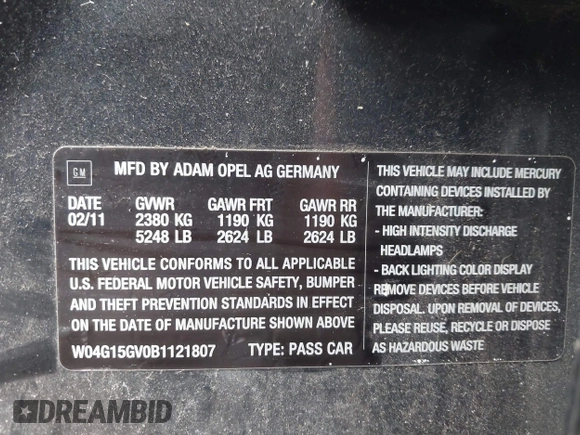 GM
MFD BY ADAM OPEL AG GERMANY
DATE GVWR GAWR FRT GAWR RR
02/11 2380 KG 1190 KG 1190 KG
5248 LB 2624 LB 2624 LB
THIS VEHICLE CONFORMS TO ALL APPLICABLE
U.S. FEDERAL MOTOR VEHICLE SAFETY, BUMPER
AND THEFT PREVENTION STANDARDS IN EFFECT
ON THE DATE OF MANUFACTURE SHOWN ABOVE
W04G15GV0B1121807 TYPE: PASS CAR
THIS VEHICLE MAY INCLUDE MERCURY
CONTAINING DEVICES INSTALLED BY
THE MANUFACTURER:
- HIGH INTENSITY DISCHARGE
HEADLAMPS
- BACK LIGHTING COLOR DISPLAY
REMOVE DEVICES BEFORE VEHICLE
DISPOSAL. UPON REMOVAL OF DEVICES,
PLEASE REUSE, RECYCLE OR DISPOSE
AS HAZARDOUS WASTE
DREAMBID